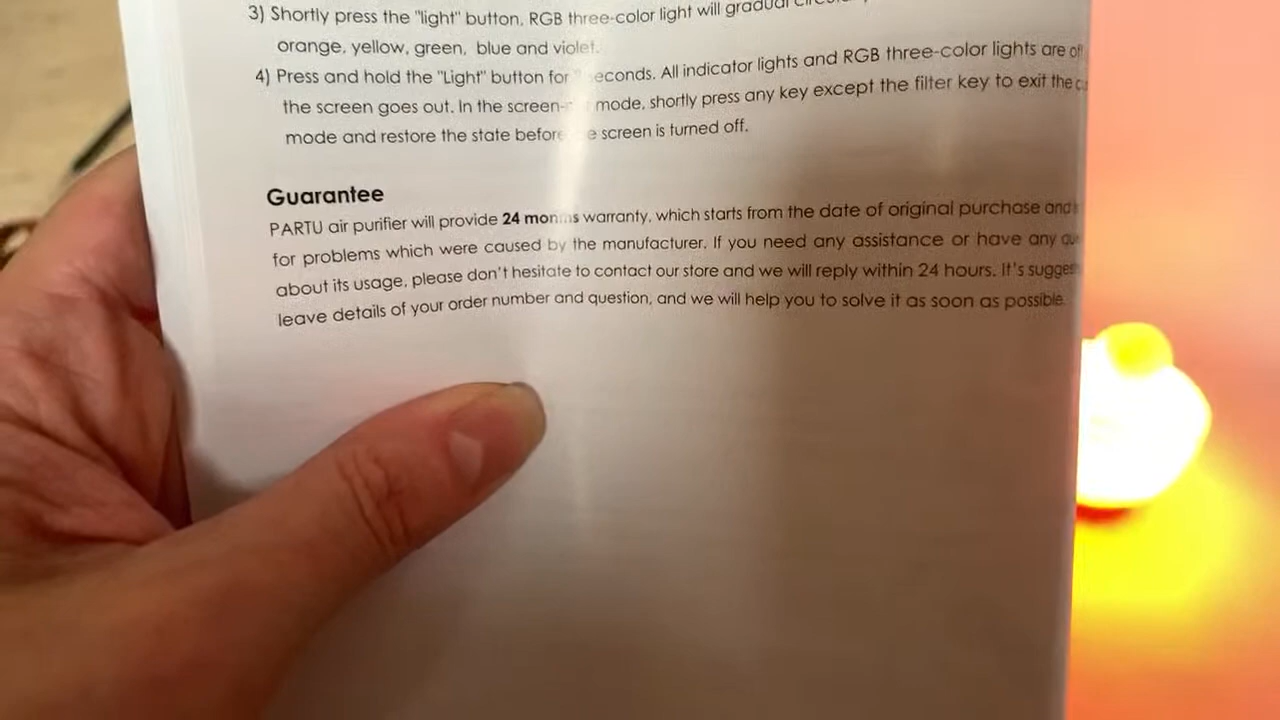 3) Shortly press the "light" button, RGB three-color light will gradual
orange, yellow, green, blue and violet.
4) Press and hold the "Light" button for seconds. All indicator lights and RGB three-color lights are off
the screen goes out. In the screen- mode, shortly press any key except the filter key to exit the
mode and restore the state before screen is turned off.
Guarantee
PARTU air purifier will provide 24 months warranty, which starts from the date of original purchase and
for problems which were caused by the manufacturer. If you need any assistance or have any
about its usage, please don't hesitate to contact our store and we will reply within 24 hours. It's
leave details of your order number and question, and we will help you to solve it as soon as possible.